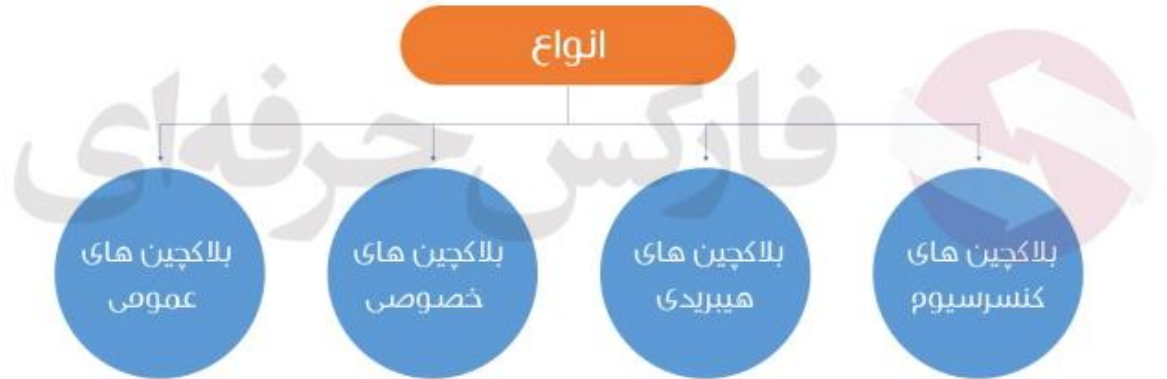 انواع
فارکس حرفه‌ای
بلاکچین های
کنسرسیوم
بلاکچین های
هیبریدی
بلاکچین های
خصوصی
بلاکچین های
عمومی